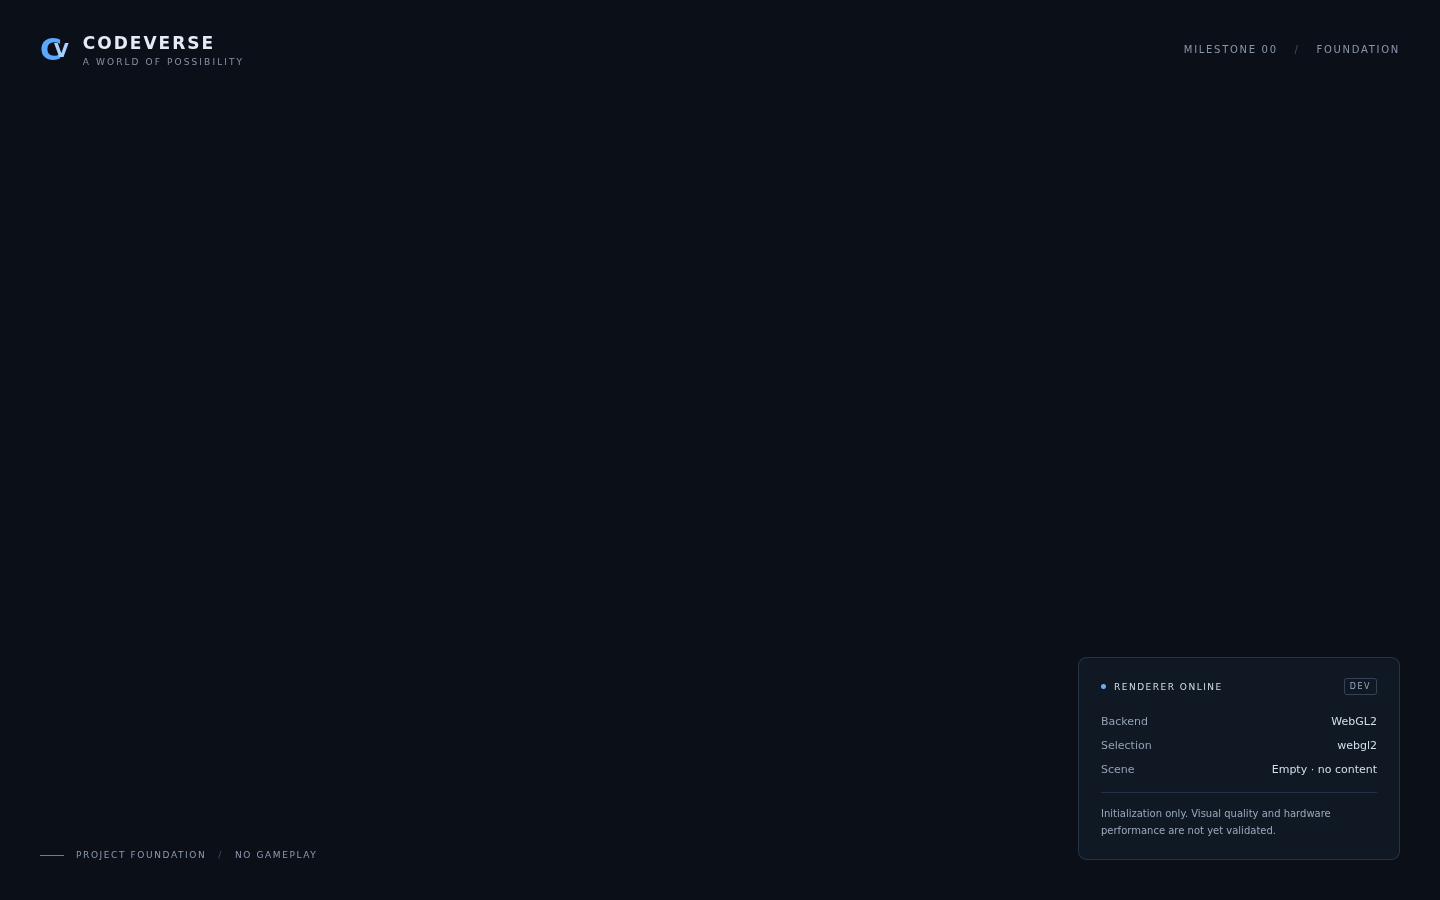 CV CODEVERSE
A WORLD OF POSSIBILITY
MILESTONE 00 / FOUNDATION
RENDERER ONLINE DEV
Backend WebGL2
Selection webgl2
Scene Empty · no content
Initialization only. Visual quality and hardware
performance are not yet validated.
PROJECT FOUNDATION / NO GAMEPLAY